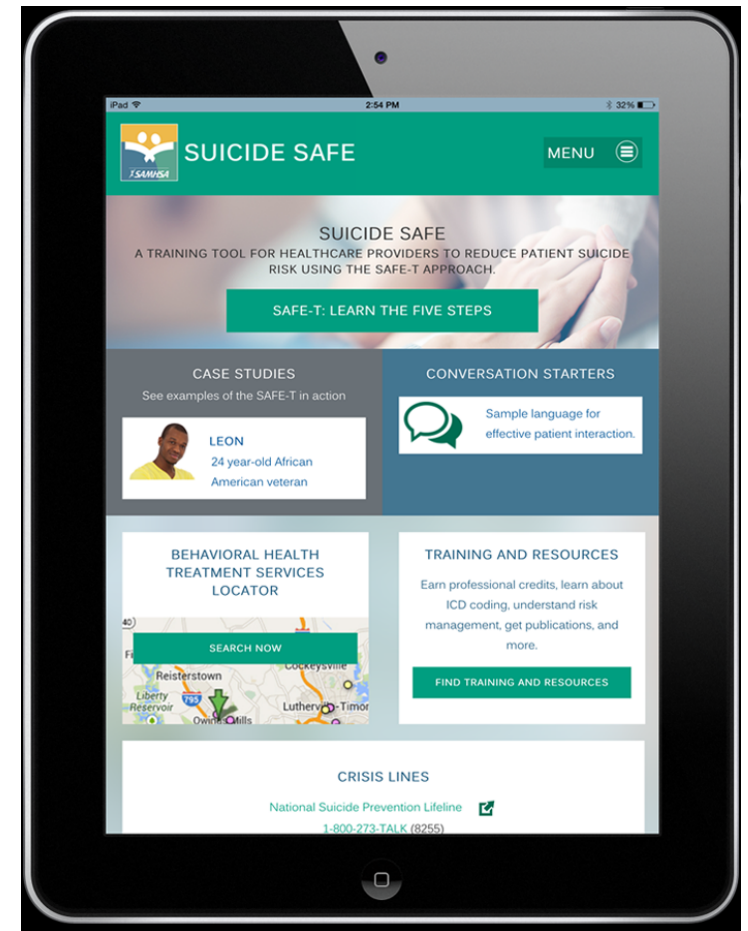 iPad
2:54 PM
32%
SAMHSA
SUICIDE SAFE
MENU
SUICIDE SAFE
A TRAINING TOOL FOR HEALTHCARE PROVIDERS TO REDUCE PATIENT SUICIDE
RISK USING THE SAFE-T APPROACH.
SAFE-T: LEARN THE FIVE STEPS
CASE STUDIES
See examples of the SAFE-T in action
LEON
24 year-old African
American veteran
CONVERSATION STARTERS
Sample language for
effective patient interaction.
BEHAVIORAL HEALTH
TREATMENT SERVICES
LOCATOR
40
SEARCH NOW
Cockeysville
Reisterstown
Liberty
Reservoir
795
Owings Mills
Lutherville-Timor
TRAINING AND RESOURCES
Earn professional credits, learn about
ICD coding, understand risk
management, get publications, and
more.
FIND TRAINING AND RESOURCES
CRISIS LINES
National Suicide Prevention Lifeline
1-800-273-TALK (8255)